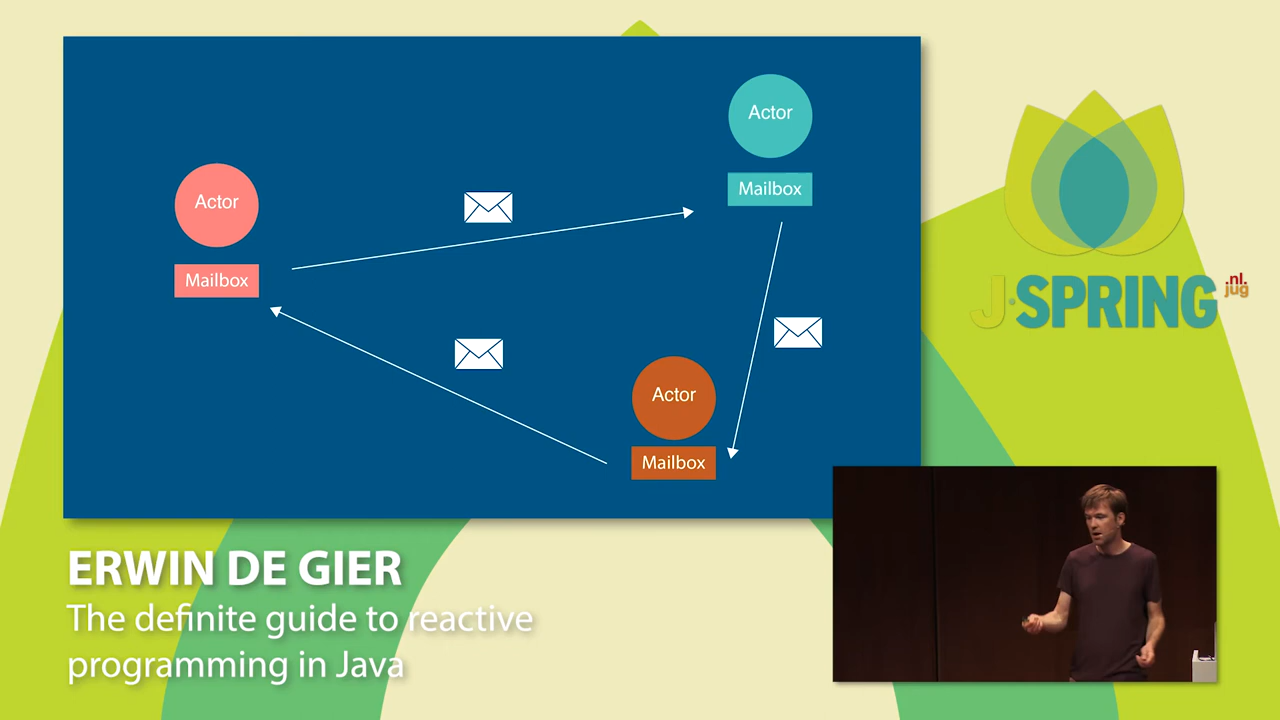 Actor
Mailbox
Actor
Mailbox
Actor
Mailbox
J·SPRING
.nl.
jug
ERWIN DE GIER
The definite guide to reactive
programming in Java